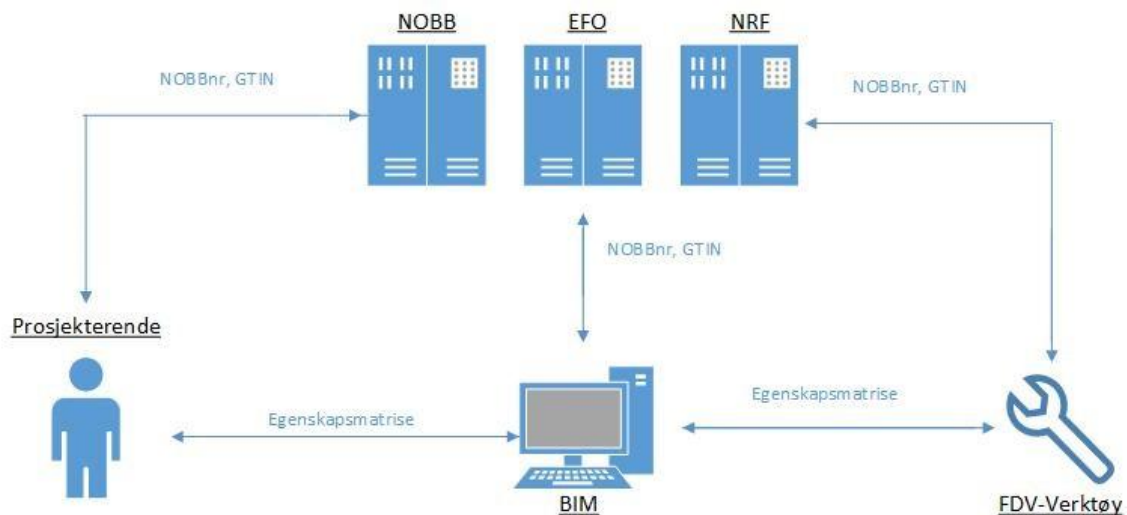 NOBB
EFO
NRF
NOBBnr, GTIN
NOBBnr, GTIN
NOBBnr, GTIN
Prosjekterende
Egenskapsmatrise
Egenskapsmatrise
BIM
FDV-Verktøy